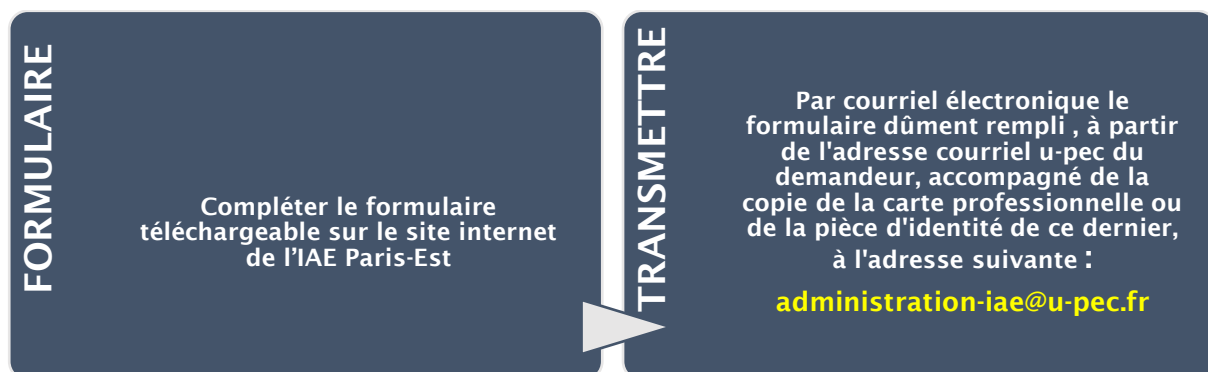 FORMULAIRE
Compléter le formulaire
téléchargeable sur le site internet
de l'IAE Paris-Est
TRANSMETTRE
Par courriel électronique le
formulaire dûment rempli , à partir
de l'adresse courriel u-pec du
demandeur, accompagné de la
copie de la carte professionnelle ou
de la pièce d'identité de ce dernier,
à l'adresse suivante :
administration-iae@u-pec.fr